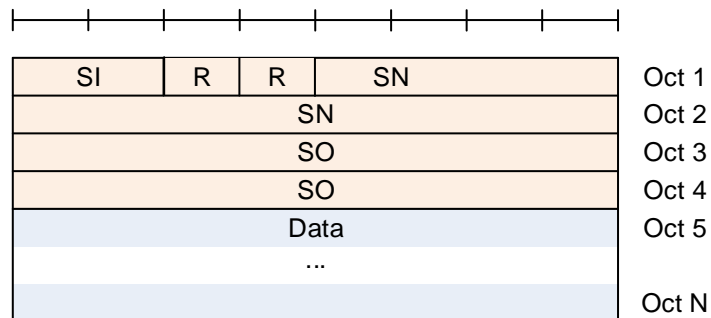 SI R R SN Oct 1
SN Oct 2
SO Oct 3
SO Oct 4
Data Oct 5
...
Oct N